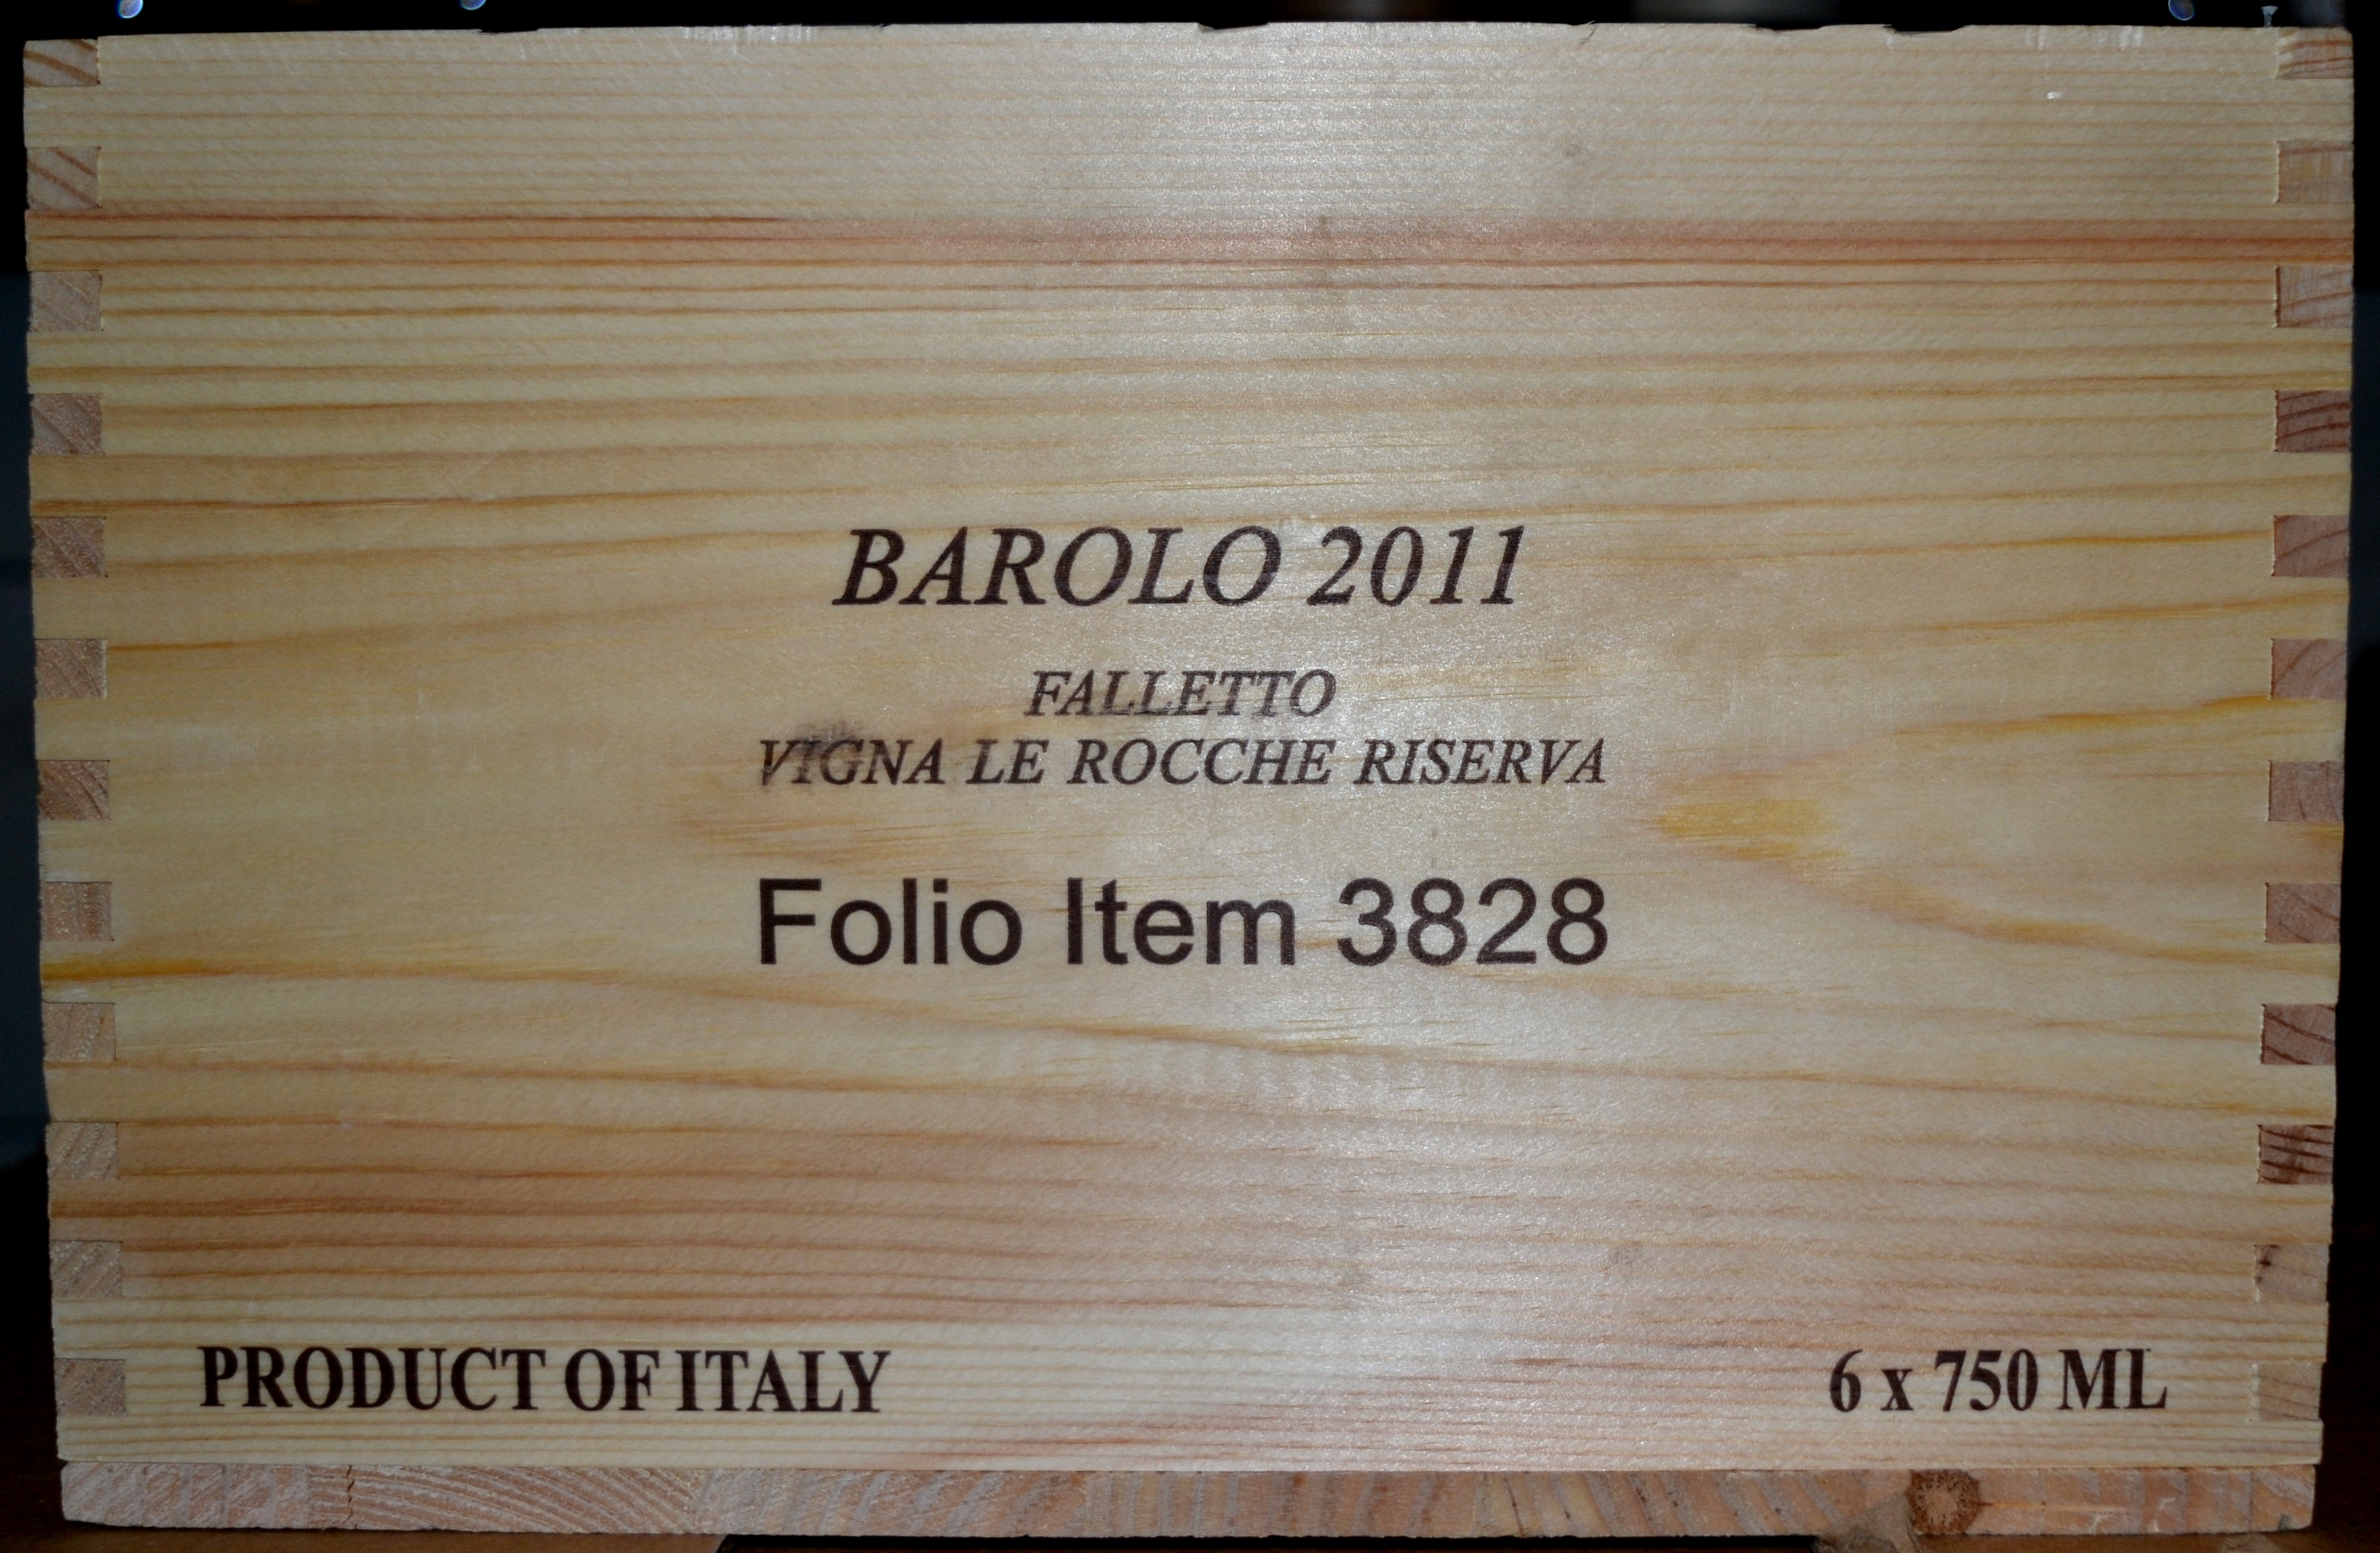 BAROLO 2011
FALLETTO
VIGNA LE ROCCHE RISERVA
Folio Item 3828
PRODUCT OF ITALY
6 x 750 ML